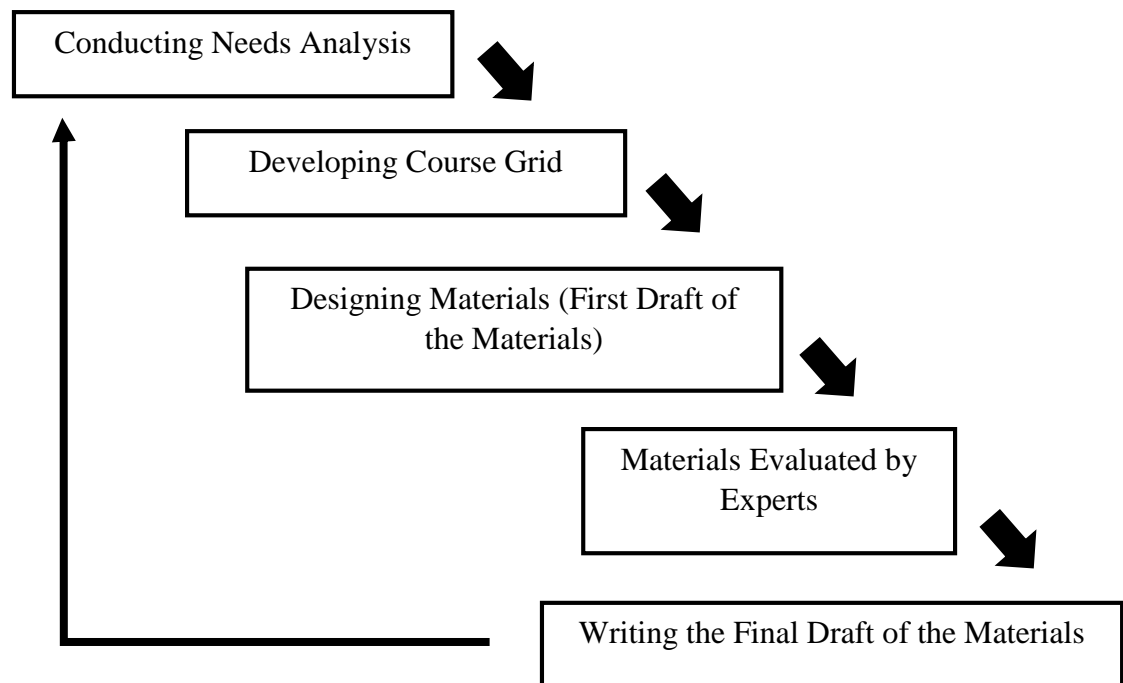 Conducting Needs Analysis
Developing Course Grid
Designing Materials (First Draft of
the Materials)
Materials Evaluated by
Experts
Writing the Final Draft of the Materials